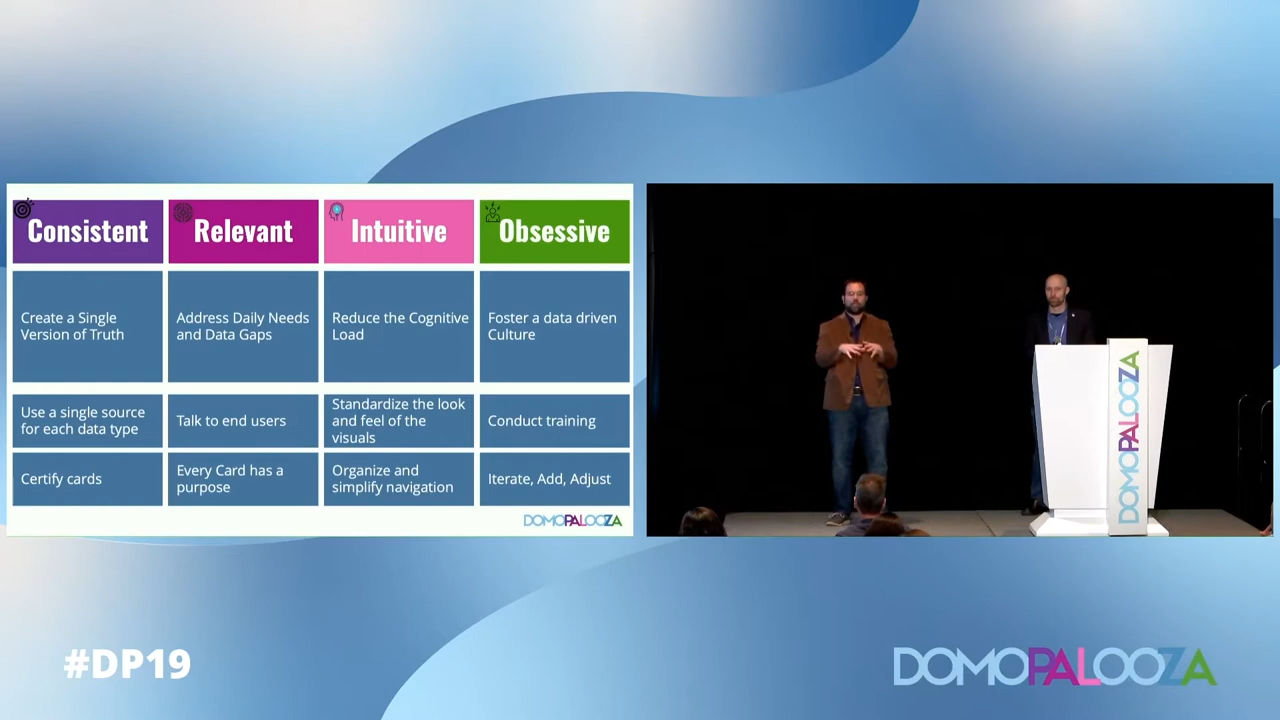 Consistent
Relevant
Intuitive
Obsessive
Create a Single
Version of Truth
Address Daily Needs
and Data Gaps
Reduce the Cognitive
Load
Foster a data driven
Culture
Use a single source
for each data type
Talk to end users
Standardize the look
and feel of the
visuals
Conduct training
Certify cards
Every Card has a
purpose
Organize and
simplify navigation
Iterate, Add, Adjust
DOMOPALOOZA
DOMOPALOOZA
#DP19
DOMOPALOOZA